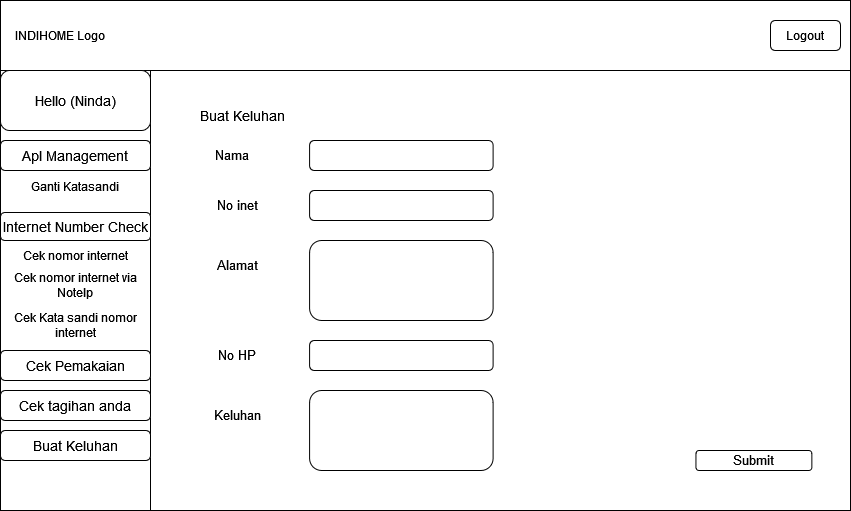 INDIHOME Logo
Logout
Hello (Ninda)
Apl Management
Ganti Katasandi
Internet Number Check
Cek nomor internet
Cek nomor internet via
Notelp
Cek Kata sandi nomor
internet
Cek Pemakaian
Cek tagihan anda
Buat Keluhan
Buat Keluhan
Nama
No inet
Alamat
No HP
Keluhan
Submit